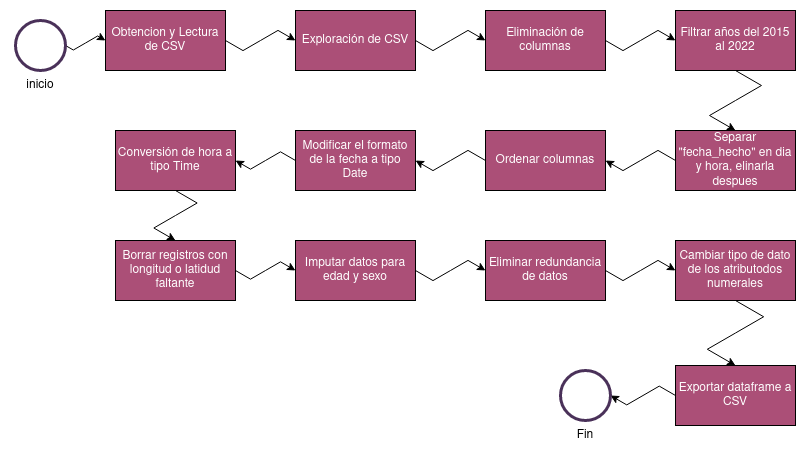 inicio
Obtencion y Lectura
de CSV
Exploración de CSV
Eliminación de
columnas
Filtrar años del 2015
al 2022
Separar
"fecha_hecho" en dia
y hora, elinarla
despues
Ordenar columnas
Modificar el formato
de la fecha a tipo
Date
Conversión de hora a
tipo Time
Borrar registros con
longitud o latidud
faltante
Imputar datos para
edad y sexo
Eliminar redundancia
de datos
Cambiar tipo de dato
de los atributodos
numerales
Exportar dataframe a
CSV
Fin